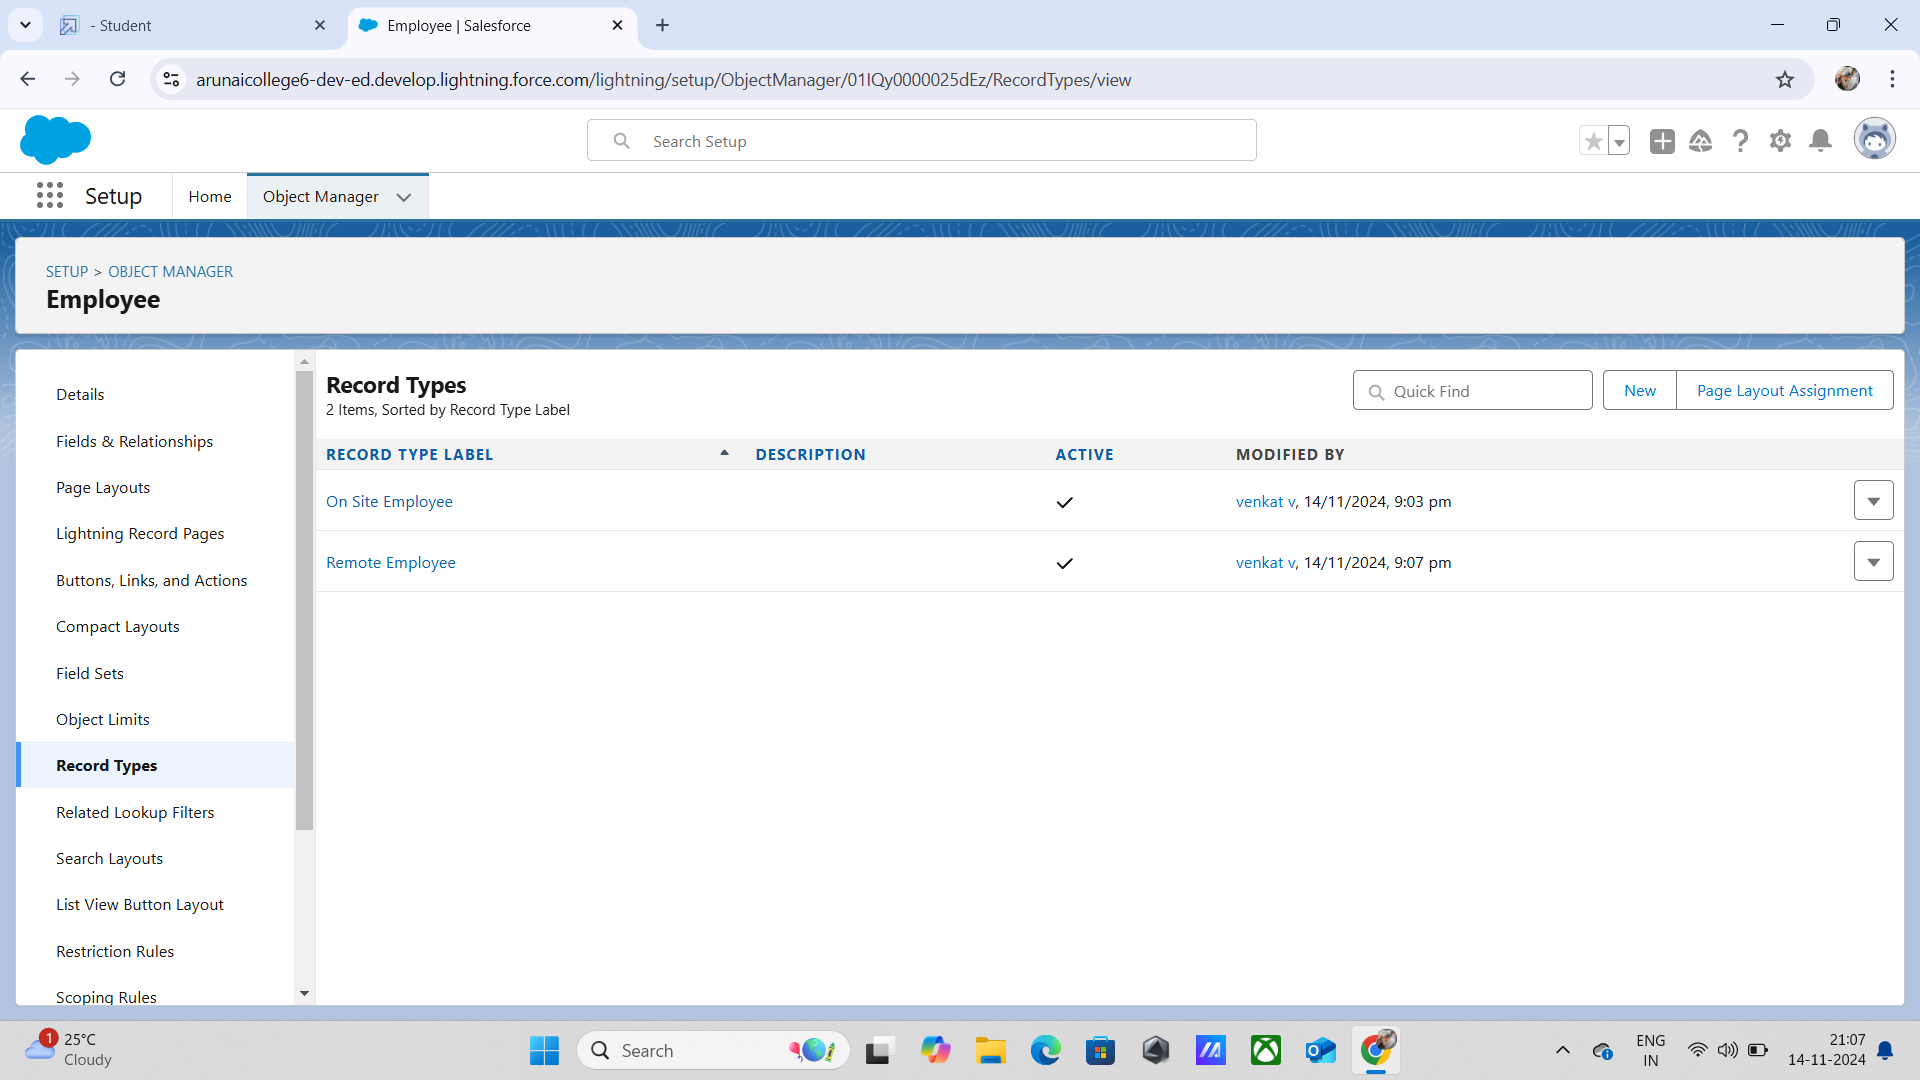 - Student
Employee | Salesforce
arunaicollege6-dev-ed.develop.lightning.force.com/lightning/setup/ObjectManager/01IQy0000025dEz/RecordTypes/view
Search Setup
Setup
Home
Object Manager
SETUP > OBJECT MANAGER
Employee
Details
Fields & Relationships
Page Layouts
Lightning Record Pages
Buttons, Links, and Actions
Compact Layouts
Field Sets
Object Limits
Record Types
Related Lookup Filters
Search Layouts
List View Button Layout
Restriction Rules
Scoping Rules
Record Types
2 Items, Sorted by Record Type Label
Quick Find
New
Page Layout Assignment
RECORD TYPE LABEL DESCRIPTION ACTIVE MODIFIED BY
On Site Employee venkat v, 14/11/2024, 9:03 pm
Remote Employee venkat v, 14/11/2024, 9:07 pm
1
25°C
Cloudy
Search
ENG
IN
21:07
14-11-2024